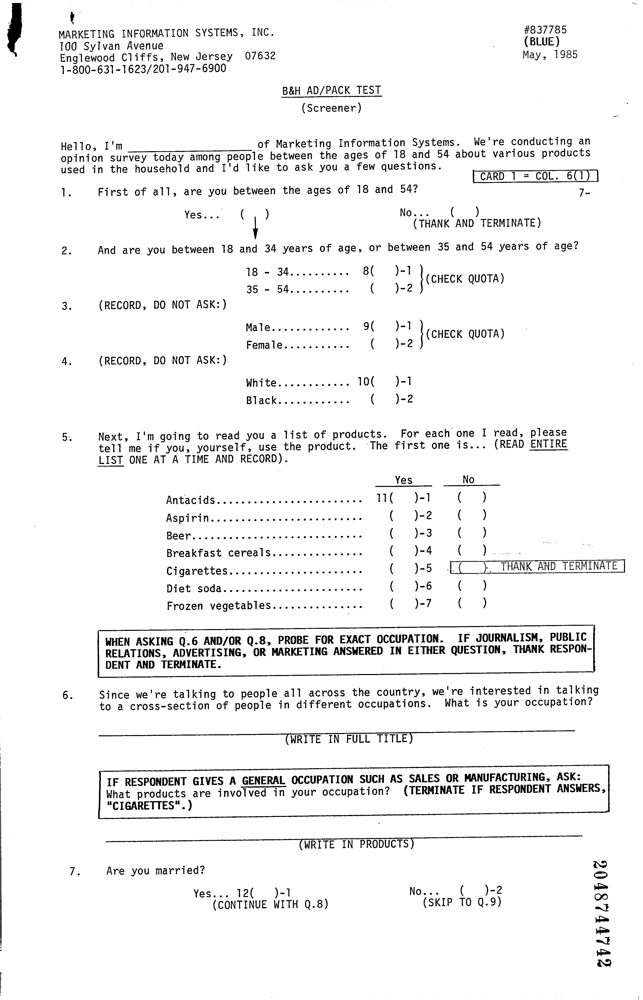 MARKETING INFORMATION SYSTEMS, INC.
100 Sylvan Avenue
Englewood Cliffs, New Jersey 07632
1-800-631-1623/201-947-6900
#837785
(BLUE)
May, 1985
B&H AD/PACK TEST
(Screener)
Hello, I'm ____________________ of Marketing Information Systems. We're conducting an
opinion survey today among people between the ages of 18 and 54 about various products
used in the household and I'd like to ask you a few questions.
CARD 1 = COL. 6(1)
1. First of all, are you between the ages of 18 and 54? 7-
Yes... ( ) No... ( )
(THANK AND TERMINATE)
2. And are you between 18 and 34 years of age, or between 35 and 54 years of age?
18 - 34.......... 8( )-1
35 - 54.......... ( )-2
(CHECK QUOTA)
3. (RECORD, DO NOT ASK:)
Male............. 9( )-1
Female........... ( )-2
(CHECK QUOTA)
4. (RECORD, DO NOT ASK:)
White............ 10( )-1
Black............ ( )-2
5. Next, I'm going to read you a list of products. For each one I read, please
tell me if you, yourself, use the product. The first one is... (READ ENTIRE
LIST ONE AT A TIME AND RECORD).
Yes No
Antacids........................ 11( )-1 ( )
Aspirin......................... ( )-2 ( )
Beer............................ ( )-3 ( )
Breakfast cereals............... ( )-4 ( )
Cigarettes...................... ( )-5 ( ) THANK AND TERMINATE
Diet soda....................... ( )-6 ( )
Frozen vegetables............... ( )-7 ( )
WHEN ASKING Q.6 AND/OR Q.8, PROBE FOR EXACT OCCUPATION. IF JOURNALISM, PUBLIC
RELATIONS, ADVERTISING, OR MARKETING ANSWERED IN EITHER QUESTION, THANK RESPON-
DENT AND TERMINATE.
6. Since we're talking to people all across the country, we're interested in talking
to a cross-section of people in different occupations. What is your occupation?
(WRITE IN FULL TITLE)
IF RESPONDENT GIVES A GENERAL OCCUPATION SUCH AS SALES OR MANUFACTURING, ASK:
What products are involved in your occupation? (TERMINATE IF RESPONDENT ANSWERS,
"CIGARETTES".)
(WRITE IN PRODUCTS)
7. Are you married?
Yes... 12( )-1 No... ( )-2
(CONTINUE WITH Q.8) (SKIP TO Q.9)
2048744742